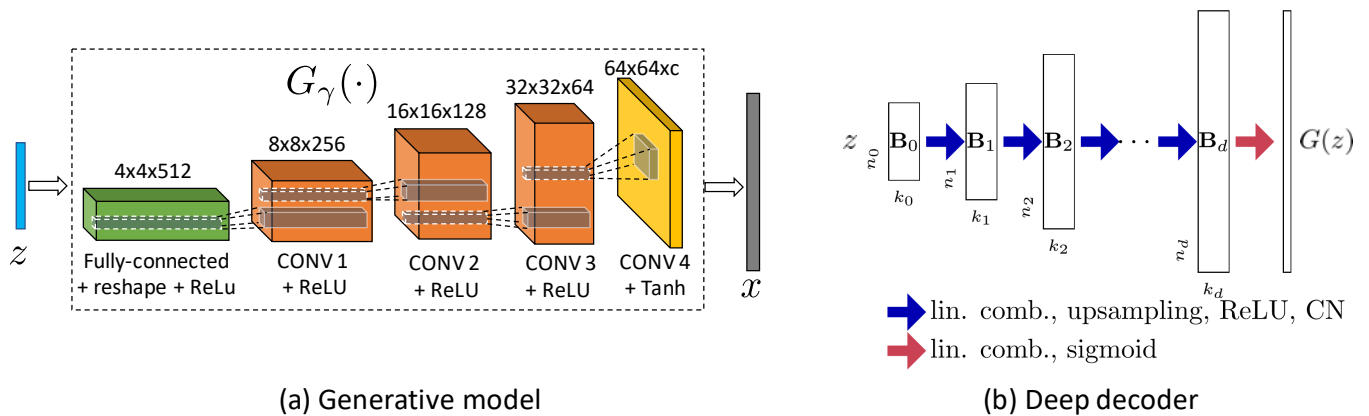 G_γ(·)
4x4x512
8x8x256
16x16x128
32x32x64
64x64xc
z
Fully-connected
+ reshape + ReLu
CONV 1
+ ReLU
CONV 2
+ ReLU
CONV 3
+ ReLU
CONV 4
+ Tanh
x
(a) Generative model
z
n_0
B_0
k_0
n_1
B_1
k_1
n_2
B_2
k_2
· · ·
n_d
B_d
k_d
G(z)
lin. comb., upsampling, ReLU, CN
lin. comb., sigmoid
(b) Deep decoder